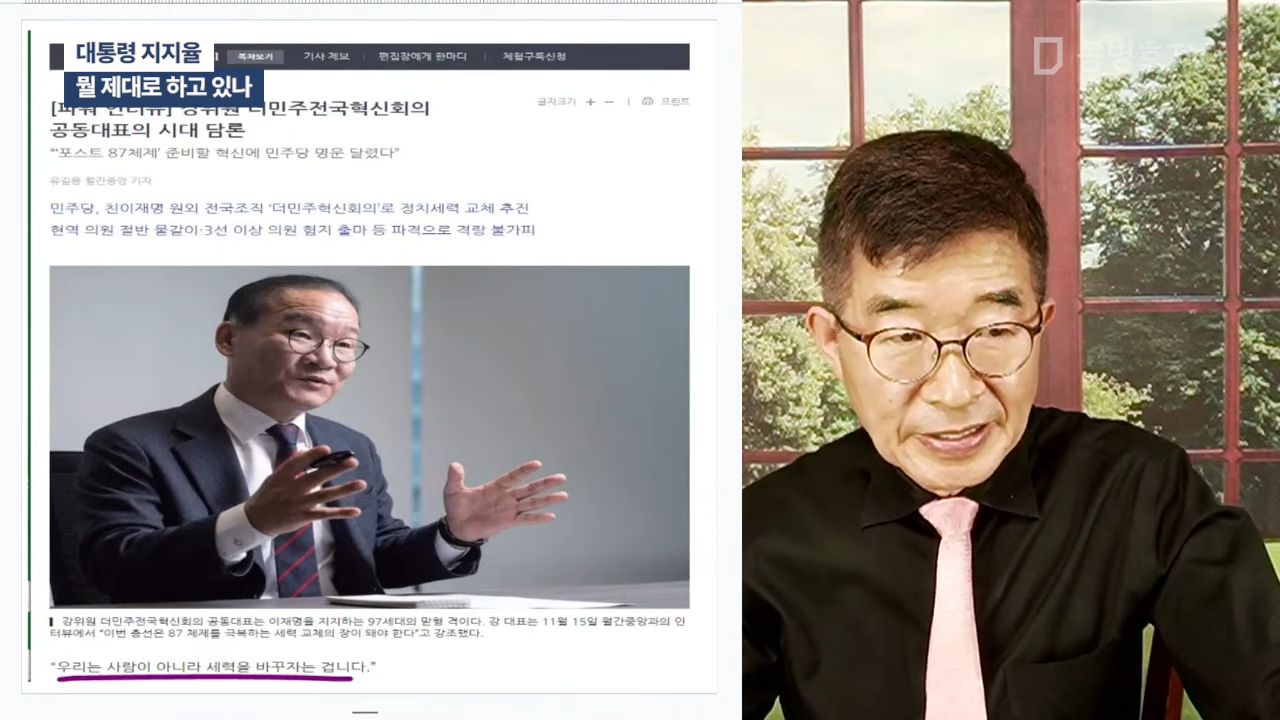 대통령 지지율
뭘 제대로 하고 있나
목차보기 기사 제보 | 편집장에게 한마디 | 체험구독신청
강위원 더민주전국혁신회의
공동대표의 시대 담론
글자크기 + − | 프린트
“‘포스트 87체제’ 준비할 혁신에 민주당 명운 달렸다”
유길용 월간중앙 기자
민주당, 친이재명 원외 전국조직 ‘더민주혁신회의’로 정치세력 교체 추진
현역 의원 절반 물갈이·3선 이상 의원 험지 출마 등 파격으로 격랑 불가피
강위원 더민주전국혁신회의 공동대표는 이재명을 지지하는 97세대의 맏형 격이다. 강 대표는 11월 15일 월간중앙과의 인
터뷰에서 “이번 총선은 87 체제를 극복하는 세력 교체의 장이 돼야 한다”고 강조했다.
“우리는 사람이 아니라 세력을 바꾸자는 겁니다.”